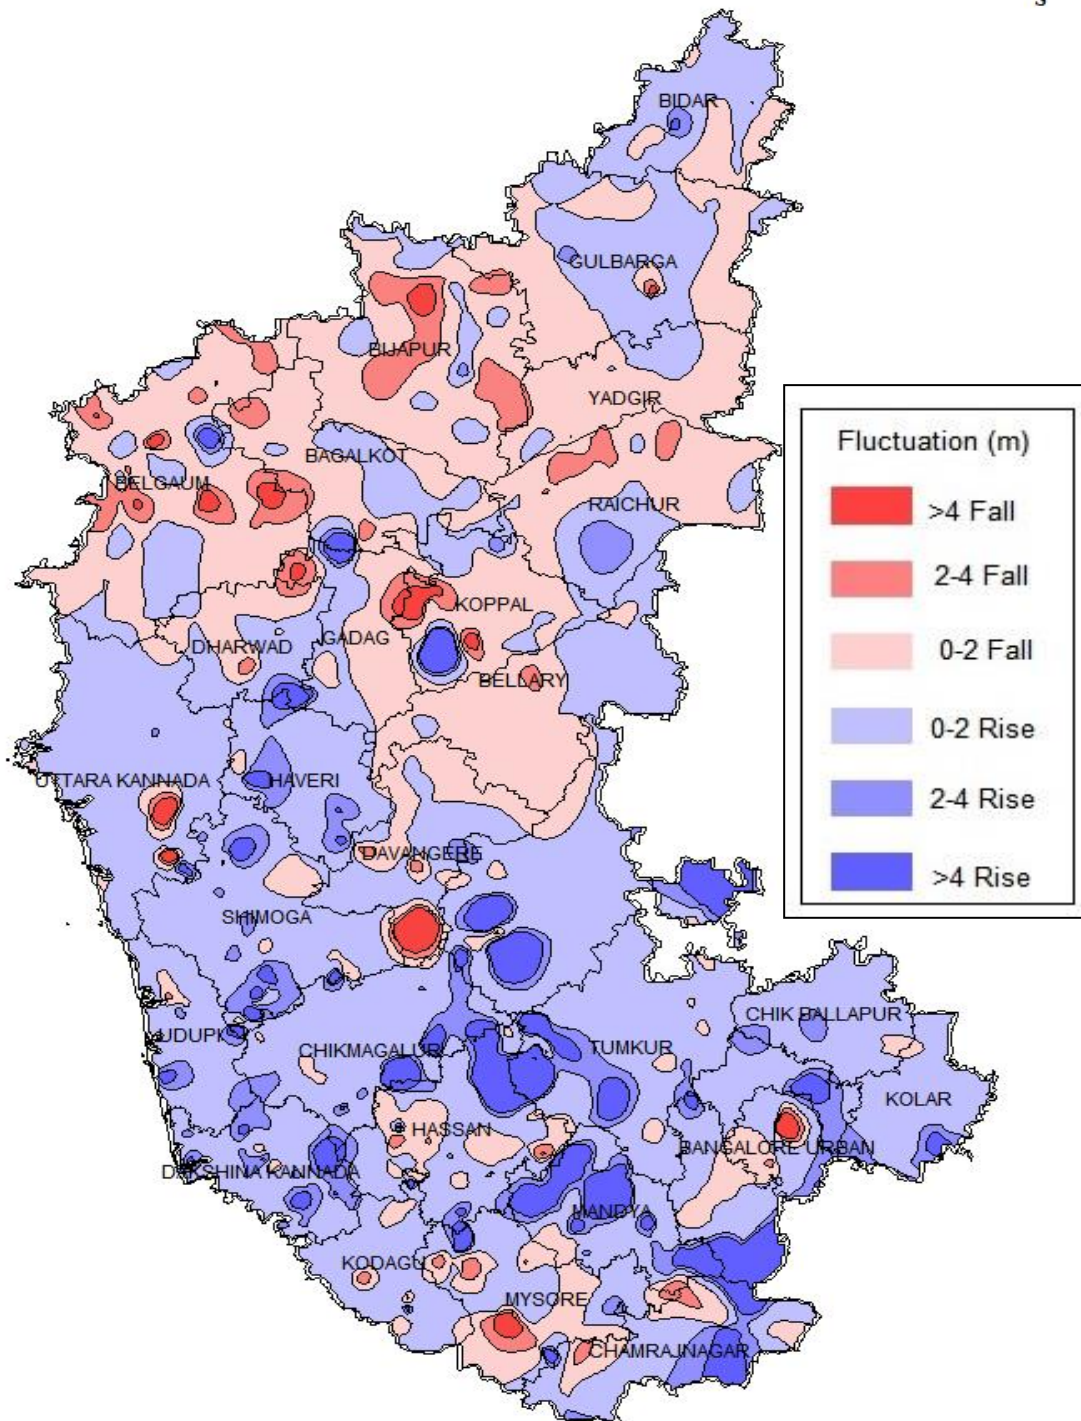 s
BIDAR
GULBARGA
BIJAPUR
YADGIR
Fluctuation (m)
BAGALKOT
BELGAUM
RAICHUR
>4 Fall
2-4 Fall
KOPPAL
GADAG
DHARWAD
0-2 Fall
BELLARY
0-2 Rise
UTTARA KANNADA
HAVERI
2-4 Rise
DAVANGERE
>4 Rise
SHIMOGA
CHIK BALLAPUR
UDUPI
CHIKMAGALUR
TUMKUR
KOLAR
HASSAN
BANGALORE URBAN
DAKSHINA KANNADA
MANDYA
KODAGU
MYSORE
CHAMRAJNAGAR